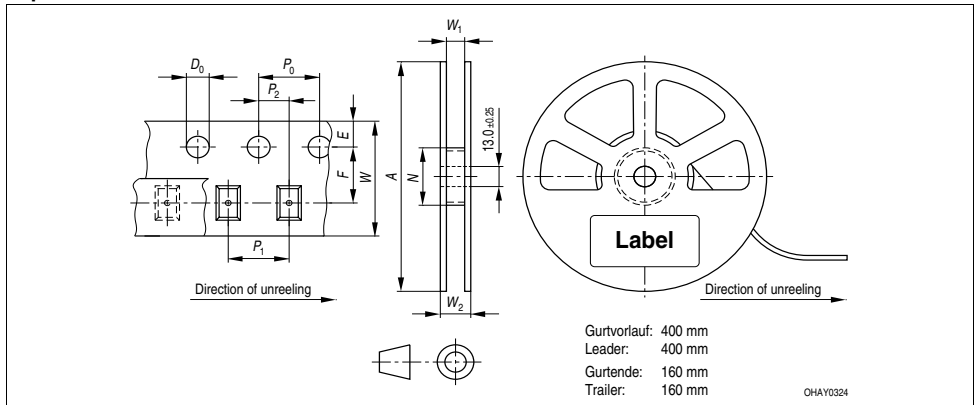 W1
D0
P0
P2
E
F
W
A
N
13.0±0.25
P1
W2
Label
Direction of unreeling
Direction of unreeling
Gurtvorlauf: 400 mm
Leader: 400 mm
Gurtende: 160 mm
Trailer: 160 mm
OHAY0324